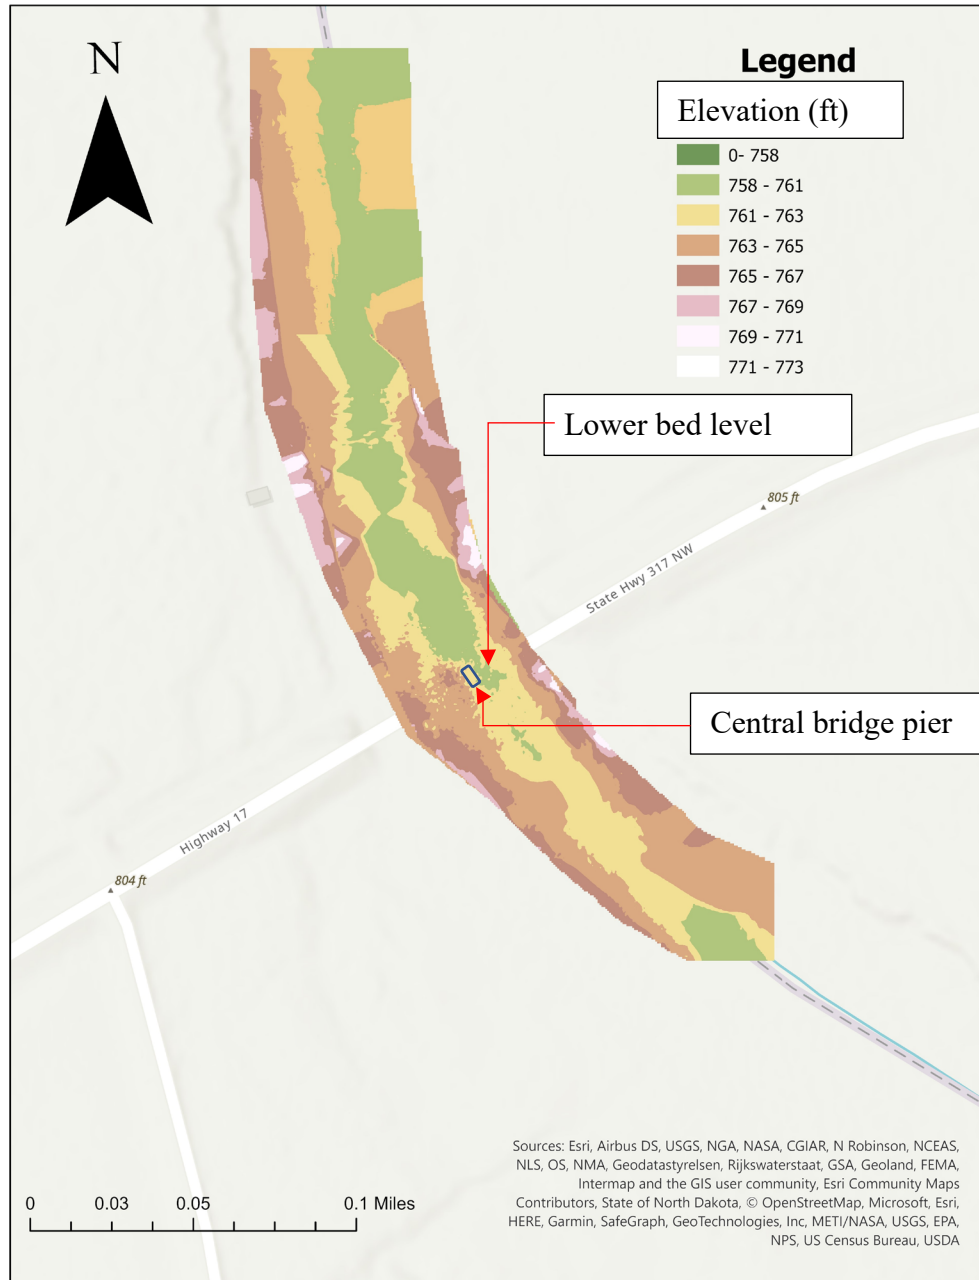 N
Legend
Elevation (ft)
0- 758
758 - 761
761 - 763
763 - 765
765 - 767
767 - 769
769 - 771
771 - 773
Lower bed level
805 ft
State Hwy 317 NW
Central bridge pier
Highway 17
804 ft
0 0.03 0.05 0.1 Miles
Sources: Esri, Airbus DS, USGS, NGA, NASA, CGIAR, N Robinson, NCEAS,
NLS, OS, NMA, Geodatastyrelsen, Rijkswaterstaat, GSA, Geoland, FEMA,
Intermap and the GIS user community, Esri Community Maps
Contributors, State of North Dakota, © OpenStreetMap, Microsoft, Esri,
HERE, Garmin, SafeGraph, GeoTechnologies, Inc, METI/NASA, USGS, EPA,
NPS, US Census Bureau, USDA